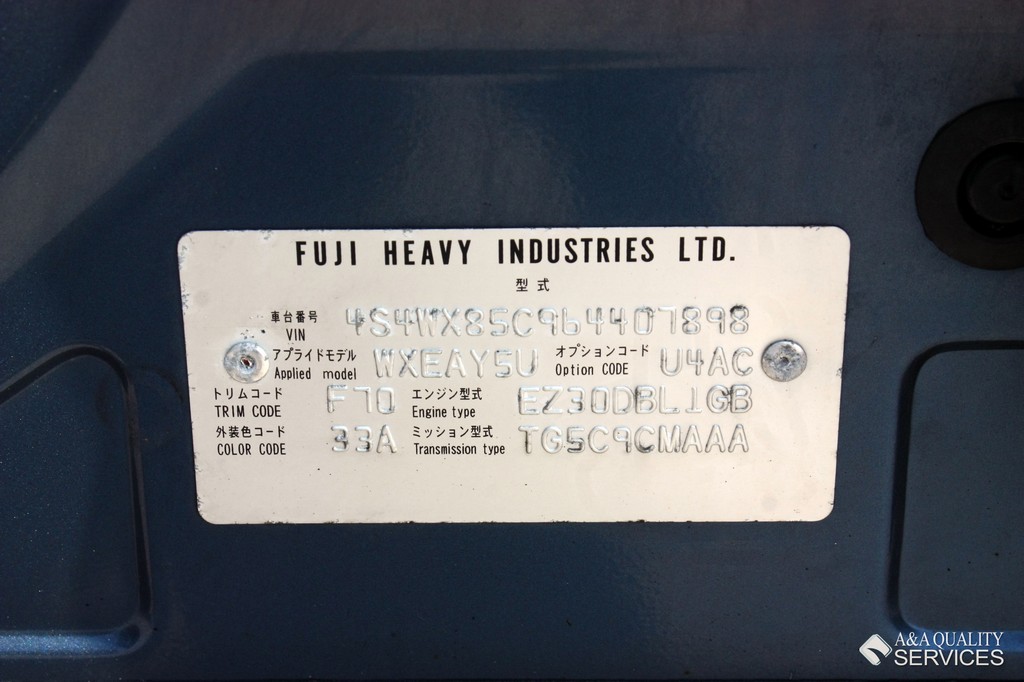 FUJI HEAVY INDUSTRIES LTD.
型式
車台番号 VIN 4S4WX85C964407898
アプライドモデル Applied model WXEAY5U オプションコード Option CODE U4AC
トリムコード TRIM CODE F70 エンジン型式 Engine type EZ30DBL1GB
外装色コード COLOR CODE 33A ミッション型式 Transmission type TG5C9CMAAA
A&A QUALITY
SERVICES